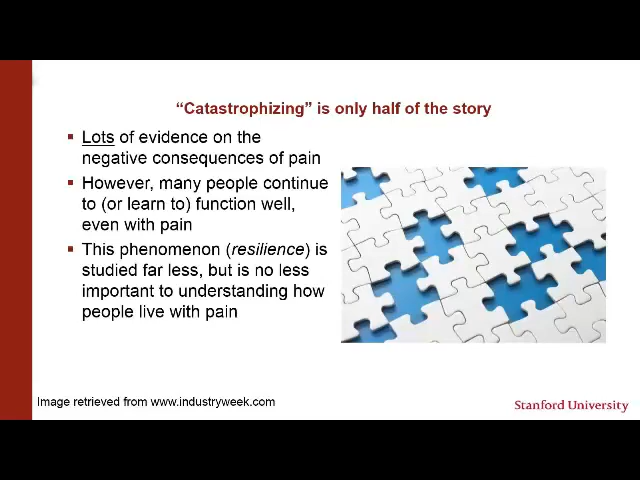 “Catastrophizing” is only half of the story
▪ Lots of evidence on the
negative consequences of pain
▪ However, many people continue
to (or learn to) function well,
even with pain
▪ This phenomenon (resilience) is
studied far less, but is no less
important to understanding how
people live with pain
Image retrieved from www.industryweek.com
Stanford University